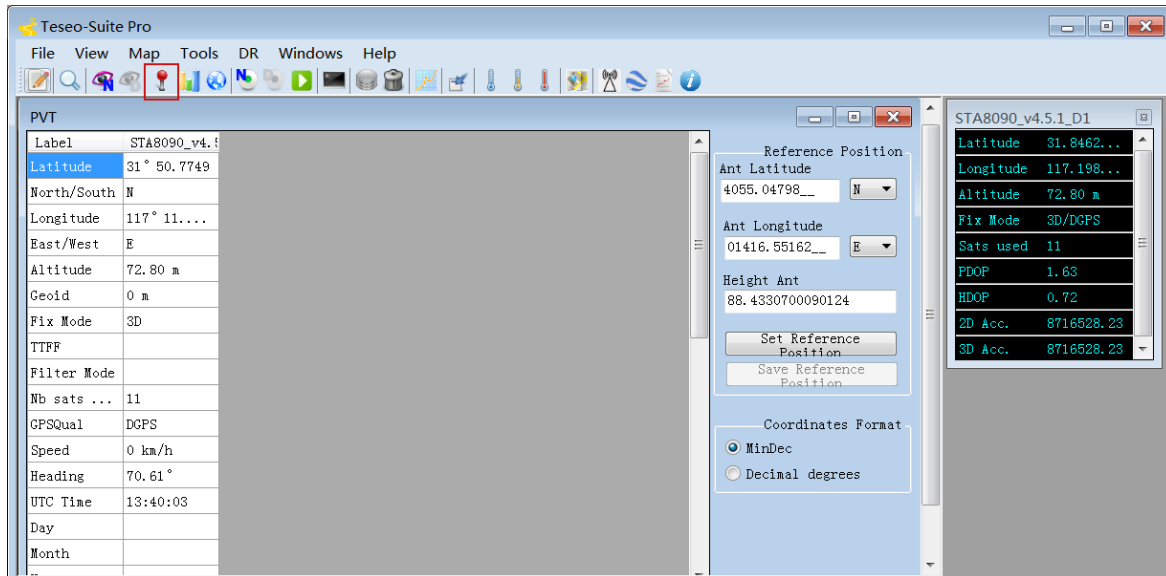 Teseo-Suite Pro
File View Map Tools DR Windows Help
PVT
Label STA8090_v4.5
Latitude 31° 50.7749
North/South N
Longitude 117° 11....
East/West E
Altitude 72.80 m
Geoid 0 m
Fix Mode 3D
TTFF
Filter Mode
Nb sats ... 11
GPSQual DGPS
Speed 0 km/h
Heading 70.61°
UTC Time 13:40:03
Day
Month
Reference Position
Ant Latitude
4055.04798__ N
Ant Longitude
01416.55162__ E
Height Ant
88.4330700090124
Set Reference
Position
Save Reference
Position
Coordinates Format
MinDec
Decimal degrees
STA8090_v4.5.1_D1
Latitude 31.8462...
Longitude 117.198...
Altitude 72.80 m
Fix Mode 3D/DGPS
Sats used 11
PDOP 1.63
HDOP 0.72
2D Acc. 8716528.23
3D Acc. 8716528.23